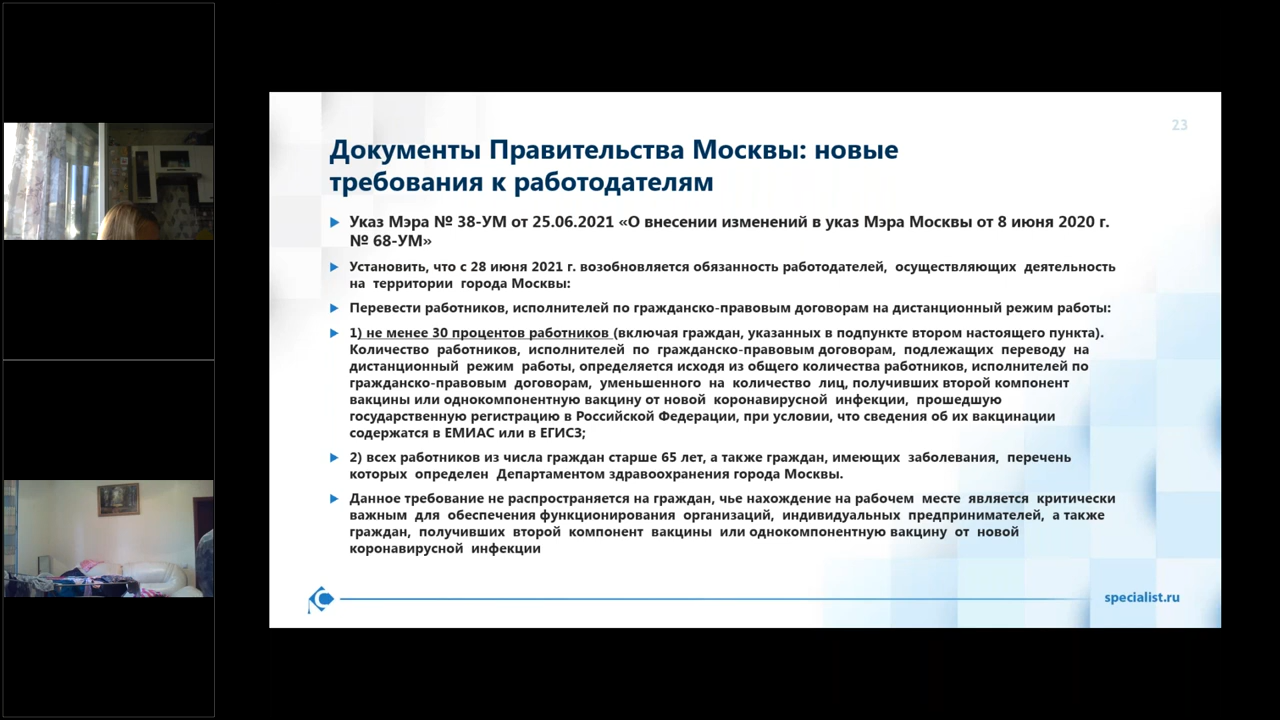 23
Документы Правительства Москвы: новые
требования к работодателям
Указ Мэра № 38-УМ от 25.06.2021 «О внесении изменений в указ Мэра Москвы от 8 июня 2020 г.
№ 68-УМ»
Установить, что с 28 июня 2021 г. возобновляется обязанность работодателей, осуществляющих деятельность
на территории города Москвы:
Перевести работников, исполнителей по гражданско-правовым договорам на дистанционный режим работы:
1) не менее 30 процентов работников (включая граждан, указанных в подпункте втором настоящего пункта).
Количество работников, исполнителей по гражданско-правовым договорам, подлежащих переводу на
дистанционный режим работы, определяется исходя из общего количества работников, исполнителей по
гражданско-правовым договорам, уменьшенного на количество лиц, получивших второй компонент
вакцины или однокомпонентную вакцину от новой коронавирусной инфекции, прошедшую
государственную регистрацию в Российской Федерации, при условии, что сведения об их вакцинации
содержатся в ЕМИАС или в ЕГИСЗ;
2) всех работников из числа граждан старше 65 лет, а также граждан, имеющих заболевания, перечень
которых определен Департаментом здравоохранения города Москвы.
Данное требование не распространяется на граждан, чье нахождение на рабочем месте является критически
важным для обеспечения функционирования организаций, индивидуальных предпринимателей, а также
граждан, получивших второй компонент вакцины или однокомпонентную вакцину от новой
коронавирусной инфекции
specialist.ru